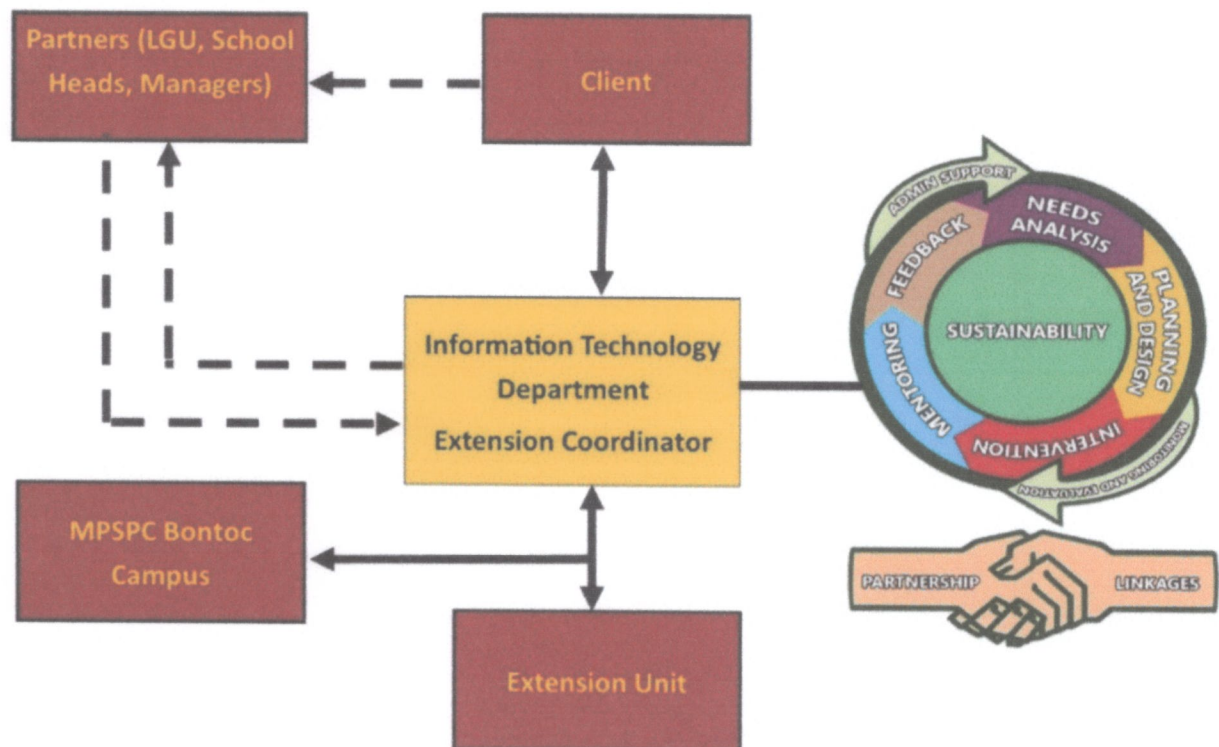 Partners (LGU, School
Heads, Managers)
Client
ADMIN SUPPORT
NEEDS
ANALYSIS
FEEDBACK
PLANNING
AND DESIGN
SUSTAINABILITY
MENTORING
INTERVENTION
MONITORING AND EVALUATION
Information Technology
Department
Extension Coordinator
MPSPC Bontoc
Campus
PARTNERSHIP
LINKAGES
Extension Unit